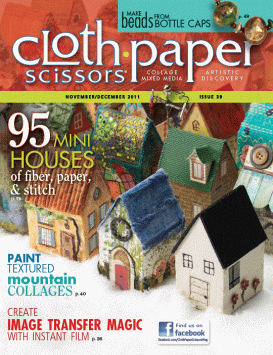 MAKE
beads FROM
BOTTLE CAPS p. 49
CLOTH·PAPER
SCISSORS®
COLLAGE
MIXED MEDIA
ARTISTIC
DISCOVERY
NOVEMBER/DECEMBER 2011
ISSUE 39
95 MINI
HOUSES
of fiber, paper,
& stitch
PAINT
TEXTURED
mountain
COLLAGES p. 40
CREATE
IMAGE TRANSFER MAGIC
WITH INSTANT FILM
Find us on
facebook